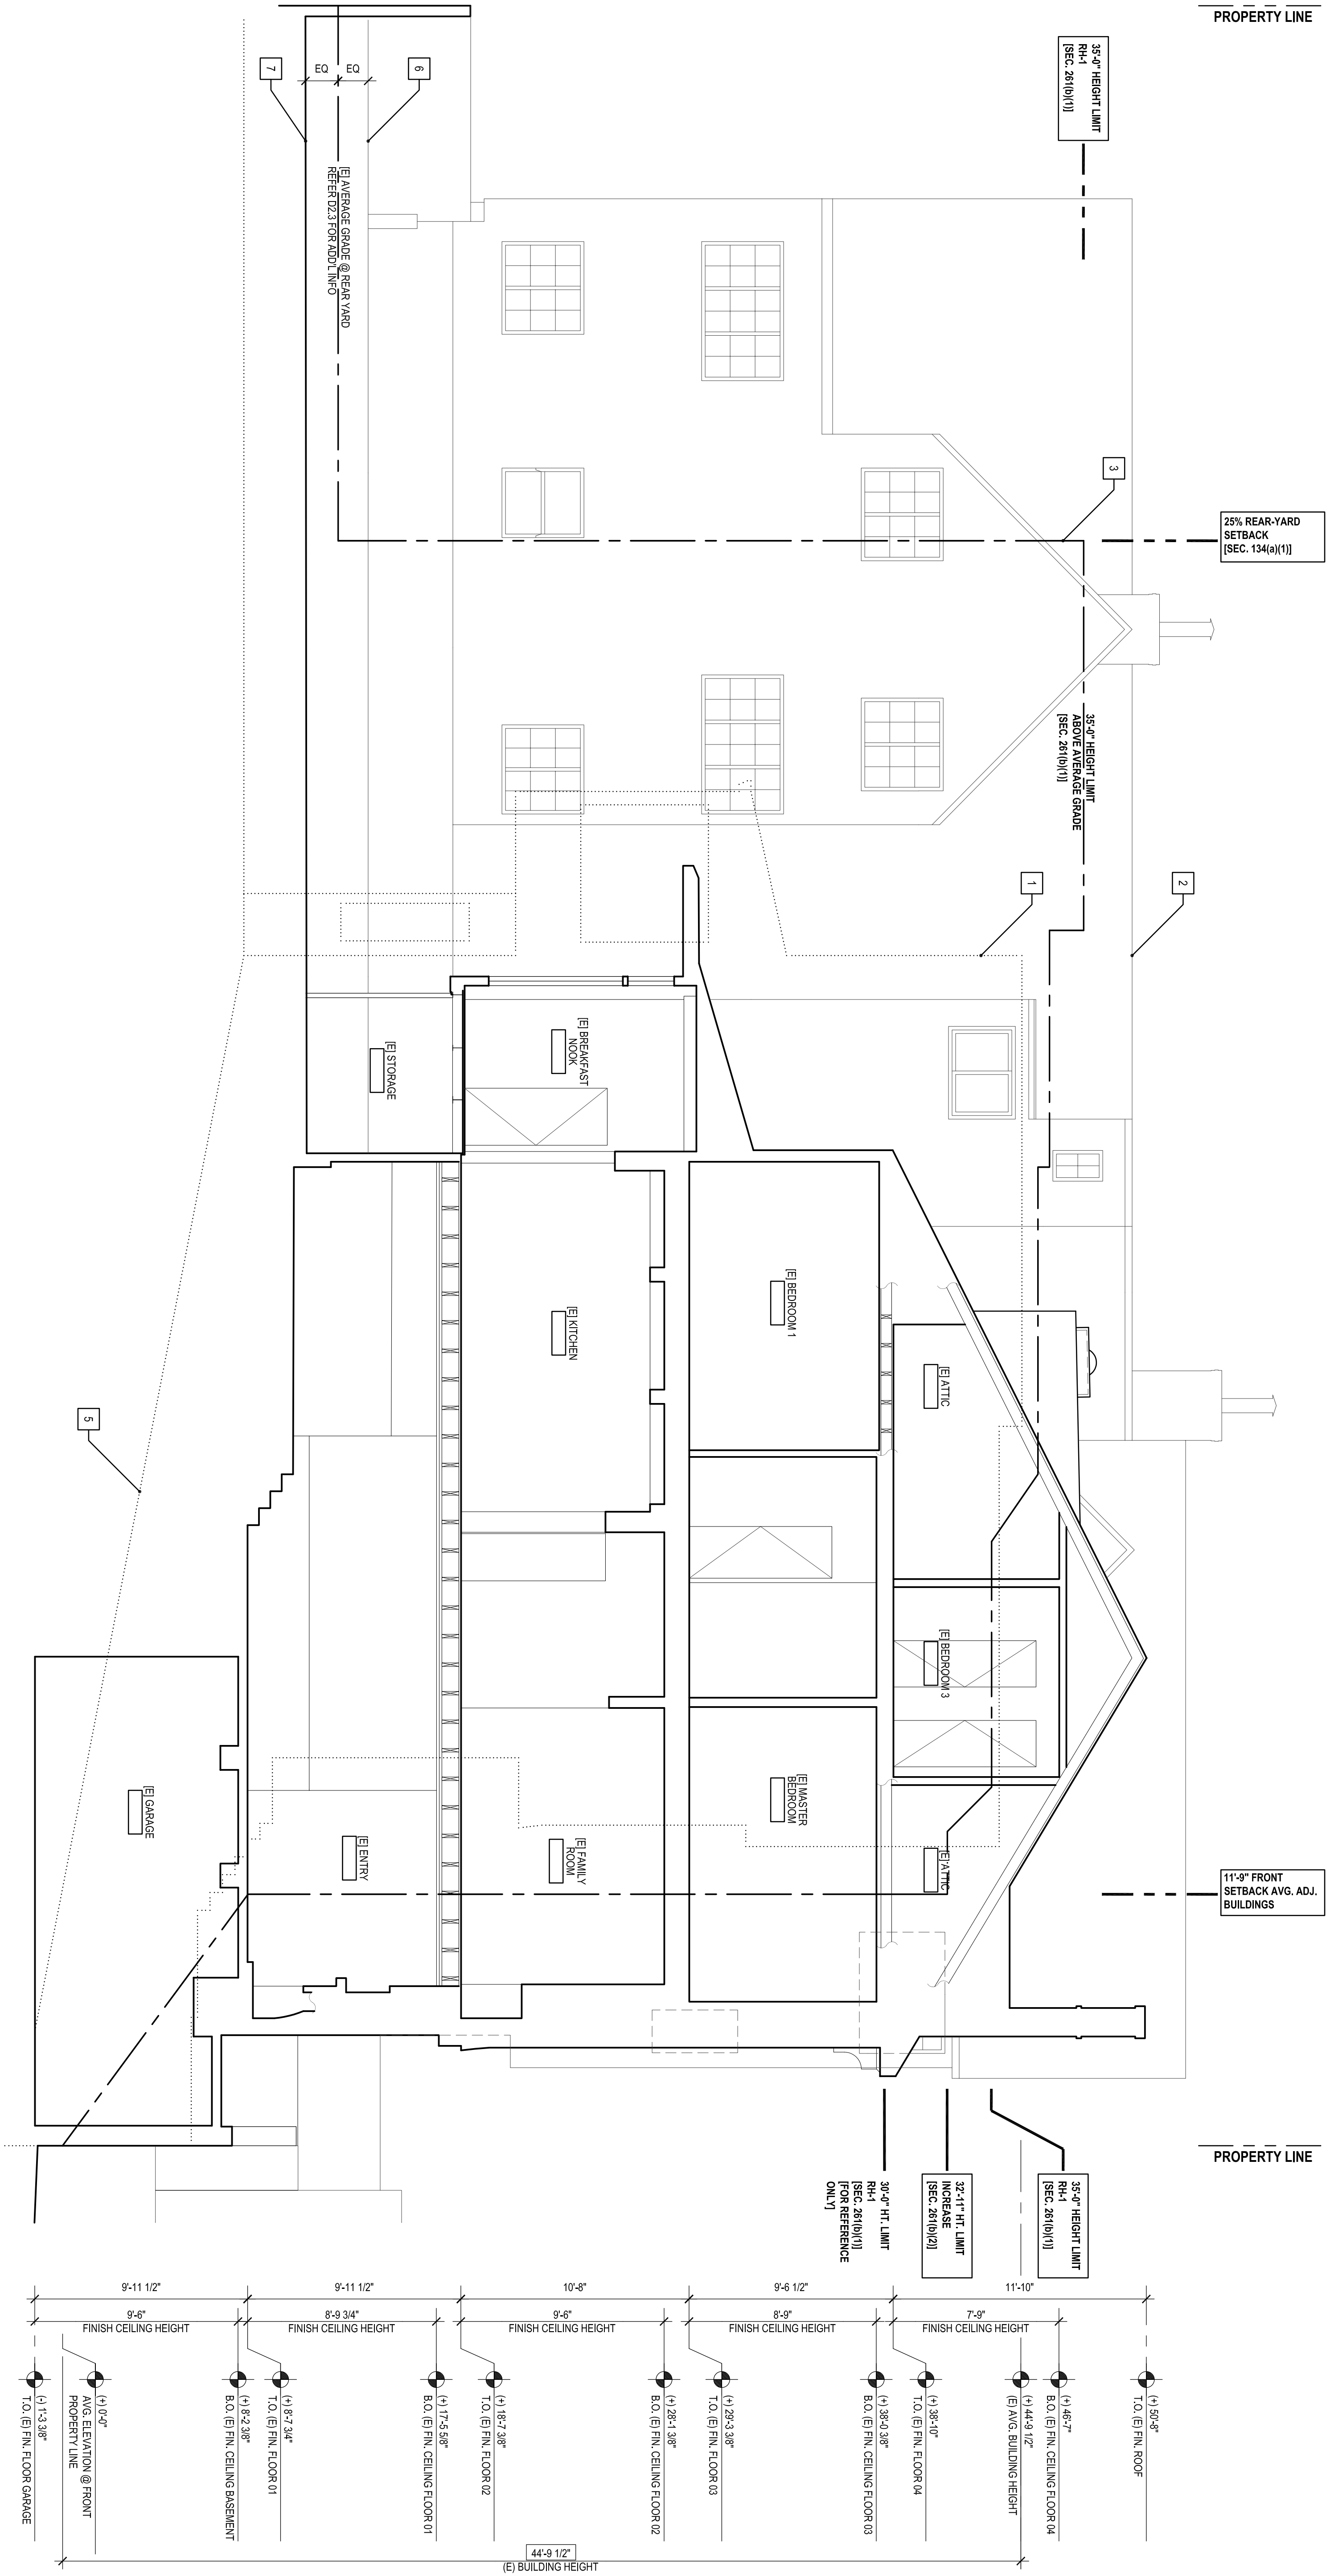 PROPERTY LINE
35'-0" HEIGHT LIMIT
RH-1
[SEC. 261(b)(1)]
7
EQ
EQ
6
[E] AVERAGE GRADE @ REAR YARD
REFER D2.3 FOR ADD'L INFO
3
25% REAR-YARD
SETBACK
[SEC. 134(a)(1)]
35'-0" HEIGHT LIMIT
ABOVE AVERAGE GRADE
[SEC. 261(b)(1)]
1
2
[E] STORAGE
[E] BREAKFAST
NOOK
[E] KITCHEN
[E] BEDROOM 1
[E] ATTIC
5
[E] BEDROOM 3
[E] GARAGE
[E] ENTRY
[E] FAMILY
ROOM
[E] MASTER
BEDROOM
[E] ATTIC
11'-9" FRONT
SETBACK AVG. ADJ.
BUILDINGS
PROPERTY LINE
30'-0" HT. LIMIT
RH-1
[SEC. 261(b)(1)]
[FOR REFERENCE
ONLY]
32'-11" HT. LIMIT
INCREASE
[SEC. 261(b)(2)]
35'-0" HEIGHT LIMIT
RH-1
[SEC. 261(b)(1)]
9'-11 1/2"
9'-11 1/2"
10'-8"
9'-6 1/2"
11'-10"
9'-6"
FINISH CEILING HEIGHT
8'-9 3/4"
FINISH CEILING HEIGHT
9'-6"
FINISH CEILING HEIGHT
8'-9"
FINISH CEILING HEIGHT
7'-9"
FINISH CEILING HEIGHT
(-) 1'-3 3/8"
T.O. (E) FIN. FLOOR GARAGE
(+) 0'-0"
AVG. ELEVATION @ FRONT
PROPERTY LINE
(+) 8'-2 3/8"
B.O. (E) FIN. CEILING BASEMENT
(+) 8'-7 3/4"
T.O. (E) FIN. FLOOR 01
(+) 17'-5 5/8"
B.O. (E) FIN. CEILING FLOOR 01
(+) 18'-7 3/8"
T.O. (E) FIN. FLOOR 02
(+) 28'-1 3/8"
B.O. (E) FIN. CEILING FLOOR 02
(+) 29'-3 3/8"
T.O. (E) FIN. FLOOR 03
(+) 38'-0 3/8"
B.O. (E) FIN. CEILING FLOOR 03
(+) 38'-10"
T.O. (E) FIN. FLOOR 04
(+) 44'-9 1/2"
(E) AVG. BUILDING HEIGHT
(+) 46'-7"
B.O. (E) FIN. CEILING FLOOR 04
(+) 50'-8"
T.O. (E) FIN. ROOF
44'-9 1/2"
(E) BUILDING HEIGHT